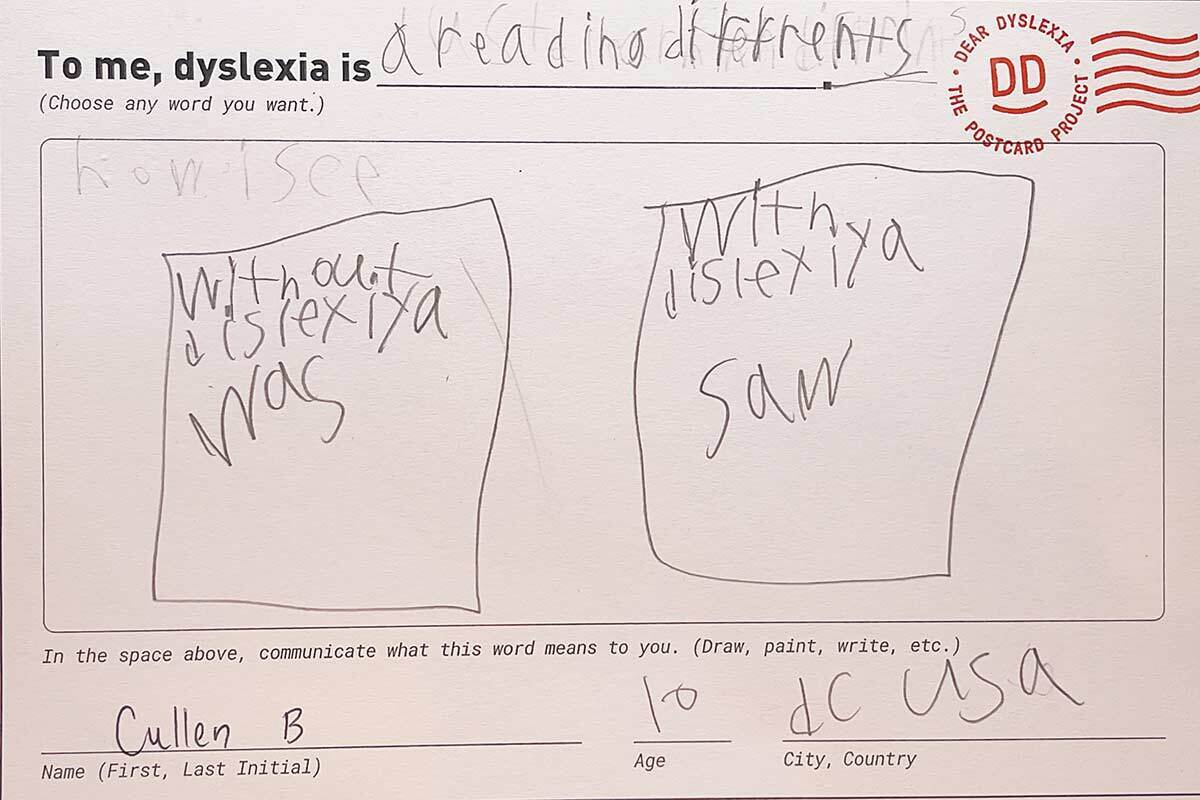 To me, dyslexia is a reading diferrents
(Choose any word you want.)
DEAR DYSLEXIA • THE POSTCARD PROJECT •
DD
how i see
Without
dislexiya
was
With ya
dislexiya
saw
In the space above, communicate what this word means to you. (Draw, paint, write, etc.)
Cullen B
10
dC USA
Name (First, Last Initial)
Age
City, Country